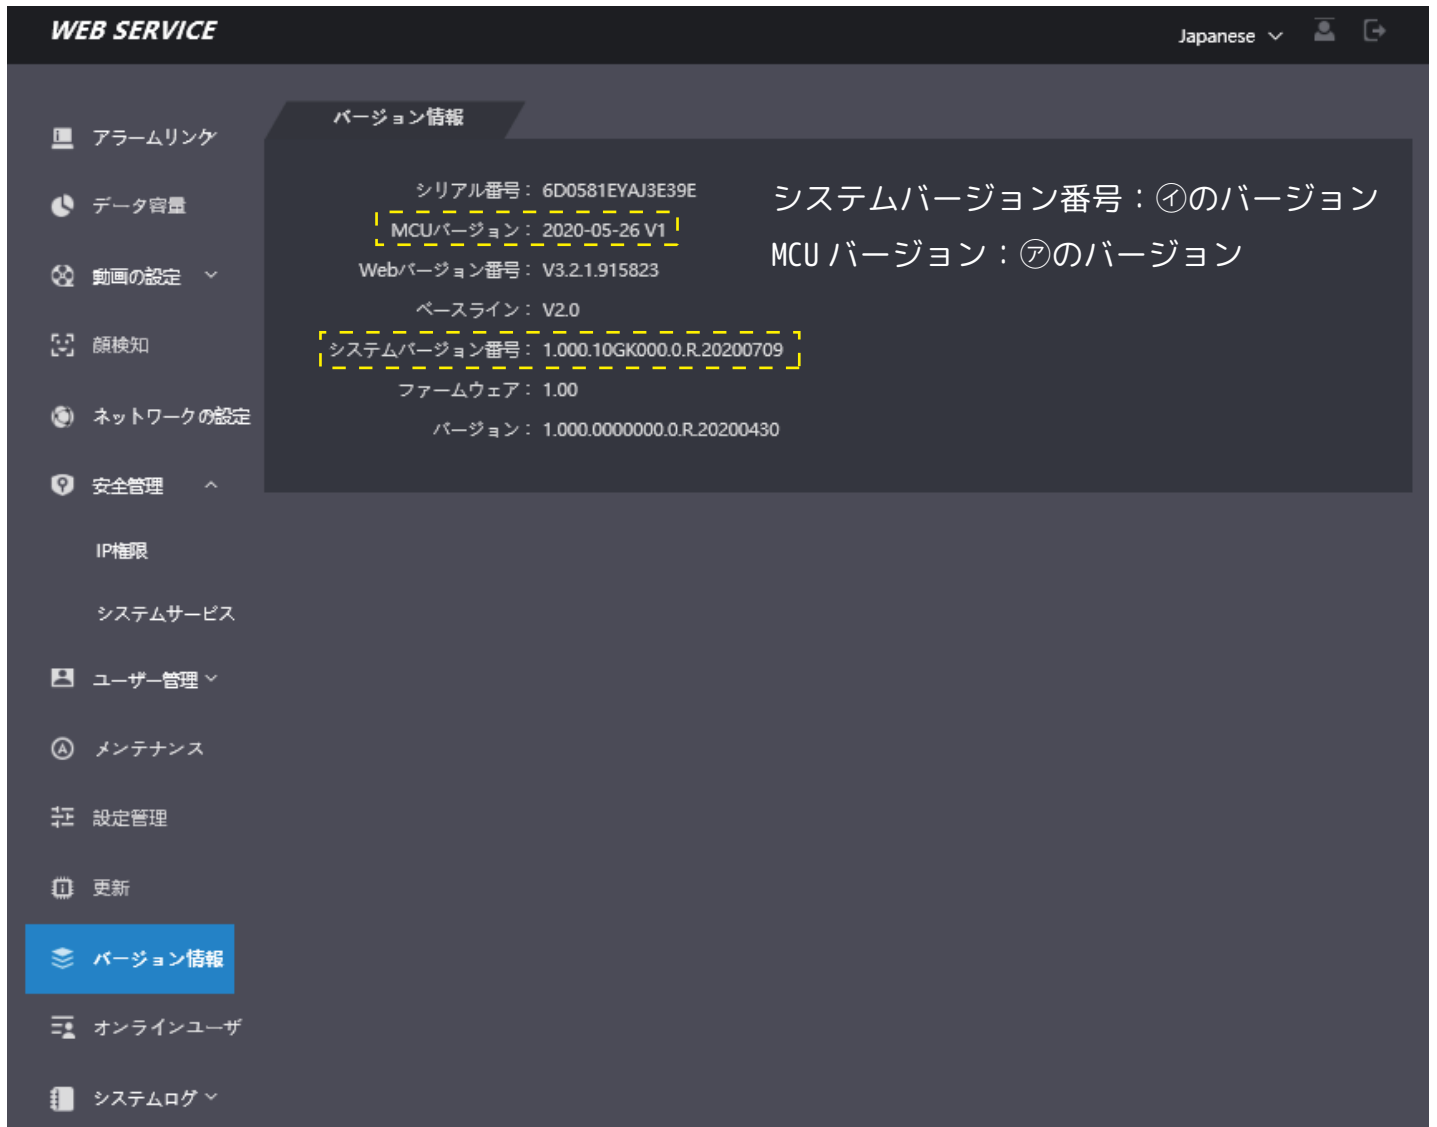 WEB SERVICE
Japanese
アラームリンク
データ容量
動画の設定
顔検知
ネットワークの設定
安全管理
IP権限
システムサービス
ユーザー管理
メンテナンス
設定管理
更新
バージョン情報
オンラインユーザ
システムログ
バージョン情報
シリアル番号： 6D0581EYAJ3E39E
MCUバージョン： 2020-05-26 V1
Webバージョン番号： V3.2.1.915823
ベースライン： V2.0
システムバージョン番号： 1.000.10GK000.0.R.20200709
ファームウェア： 1.00
バージョン： 1.000.0000000.0.R.20200430
システムバージョン番号：㋑のバージョン
MCU バージョン：㋐のバージョン